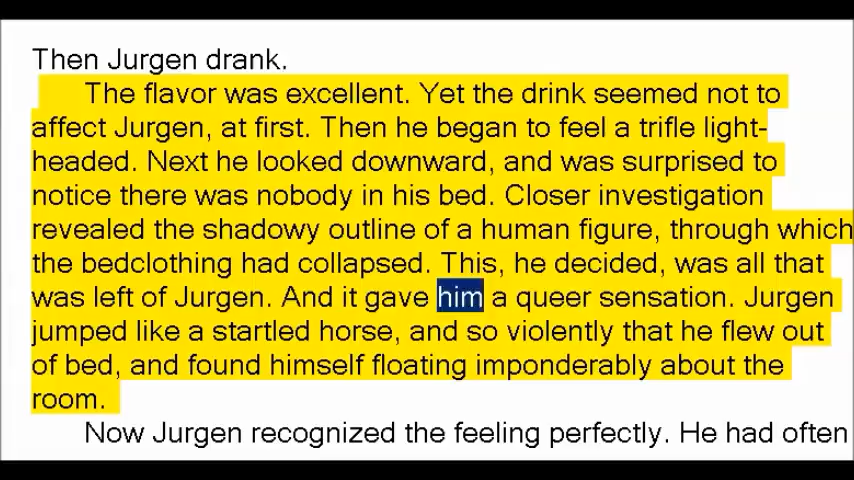 Then Jurgen drank.
The flavor was excellent. Yet the drink seemed not to
affect Jurgen, at first. Then he began to feel a trifle light-
headed. Next he looked downward, and was surprised to
notice there was nobody in his bed. Closer investigation
revealed the shadowy outline of a human figure, through which
the bedclothing had collapsed. This, he decided, was all that
was left of Jurgen. And it gave him a queer sensation. Jurgen
jumped like a startled horse, and so violently that he flew out
of bed, and found himself floating imponderably about the
room.
Now Jurgen recognized the feeling perfectly. He had often